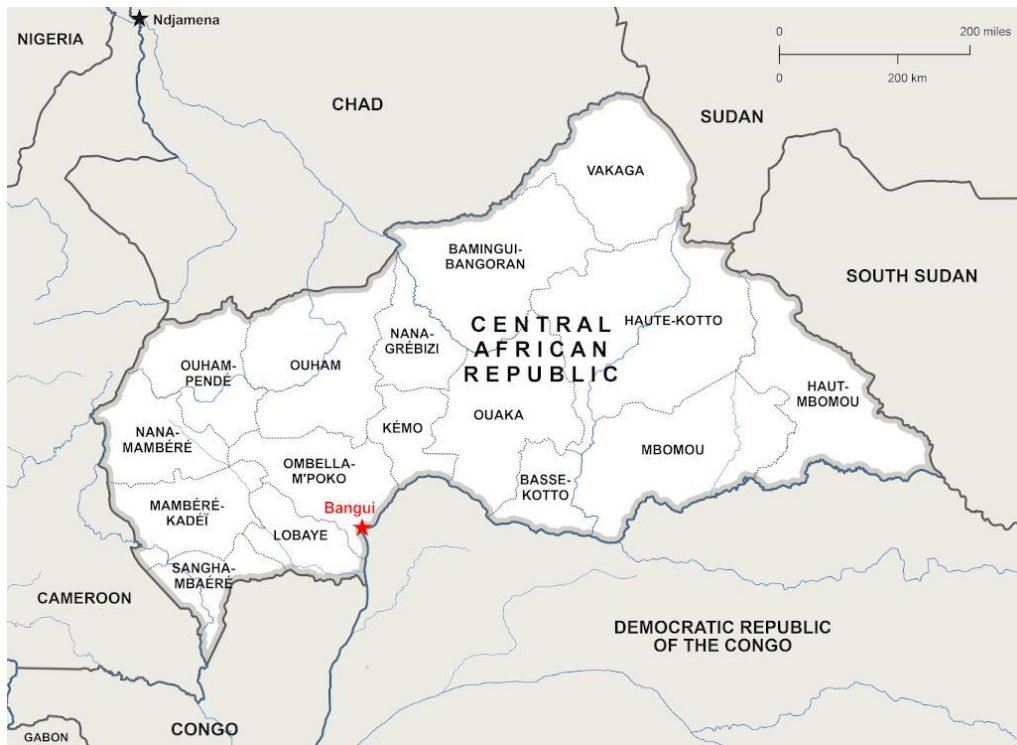 Ndjamena
NIGERIA
0
200 miles
0
200 km
CHAD
SUDAN
VAKAGA
BAMINGUI-
BANGORAN
SOUTH SUDAN
CENTRAL
AFRICAN
REPUBLIC
HAUTE-KOTTO
NANA-
GRÉBIZI
OUHAM-
PENDÉ
OUHAM
HAUT-
MBOMOU
OUAKA
KÉMO
NANA-
MAMBÉRÉ
MBOMOU
OMBELLA-
M'POKO
BASSE-
KOTTO
MAMBÉRÉ-
KADÉÏ
Bangui
LOBAYE
SANGHA-
MBAÉRÉ
CAMEROON
DEMOCRATIC REPUBLIC
OF THE CONGO
CONGO
GABON